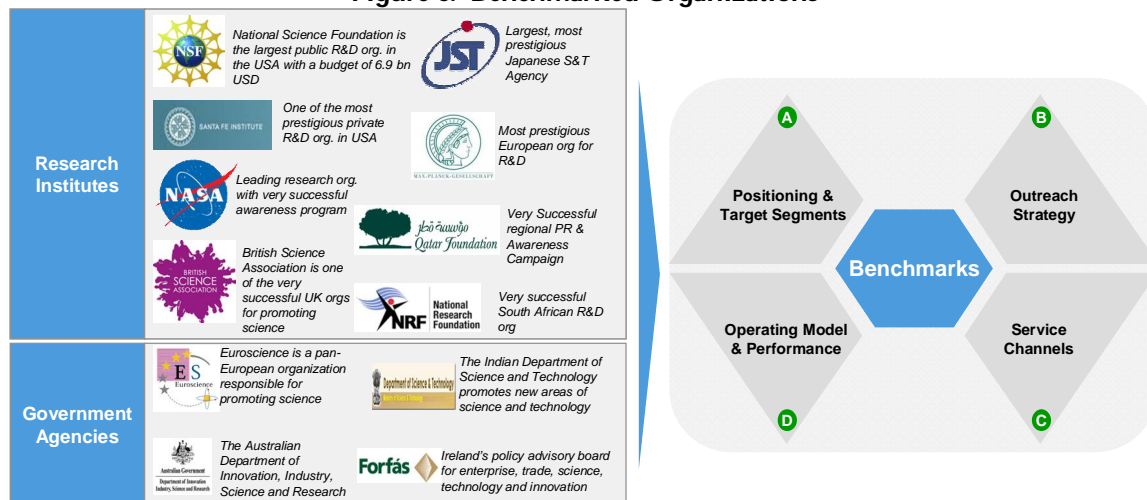 Figure 3: Benchmarked Organizations
Research
Institutes
NSF
National Science Foundation is
the largest public R&D org. in
the USA with a budget of 6.9 bn
USD
JST
Largest, most
prestigious
Japanese S&T
Agency
SANTA FE INSTITUTE
One of the most
prestigious private
R&D org. in USA
MAX-PLANCK-GESELLSCHAFT
Most prestigious
European org for
R&D
NASA
Leading research org.
with very successful
awareness program
مؤسسة قطر
Qatar Foundation
Very Successful
regional PR &
Awareness
Campaign
BRITISH
SCIENCE
ASSOCIATION
British Science
Association is one
of the very
successful UK orgs
for promoting
science
NRF
National
Research
Foundation
Very successful
South African R&D
org
Government
Agencies
ES
Euroscience
Euroscience is a pan-
European organization
responsible for
promoting science
Department of Science & Technology
The Indian Department of
Science and Technology
promotes new areas of
science and technology
Australian Government
Department of Innovation
Industry, Science and Research
The Australian
Department of
Innovation, Industry,
Science and Research
Forfás
Ireland's policy advisory board
for enterprise, trade, science,
technology and innovation
A
Positioning &
Target Segments
B
Outreach
Strategy
Benchmarks
Operating Model
& Performance
D
Service
Channels
C